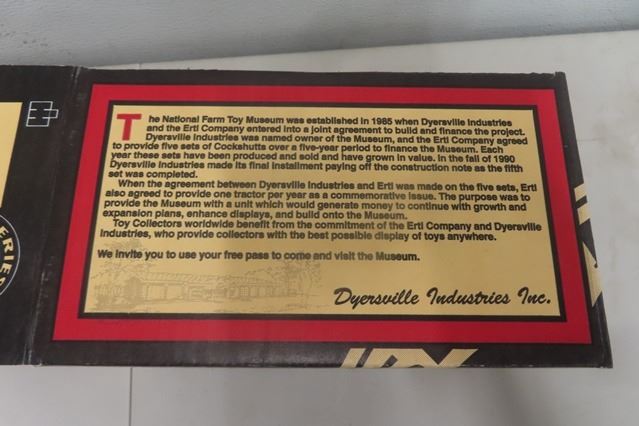 The National Farm Toy Museum was established in 1985 when Dyersville Industries
and the Ertl Company entered into a joint agreement to build and finance the project.
Dyersville Industries was named owner of the Museum, and the Ertl Company agreed
to provide five sets of Cockshutts over a five-year period to finance the Museum. Each
year these sets have been produced and sold and have grown in value. In the fall of 1990
Dyersville Industries made its final installment paying off the construction note as the fifth
set was completed.
When the agreement between Dyersville Industries and Ertl was made on the five sets, Ertl
also agreed to provide one tractor per year as a commemorative issue. The purpose was to
provide the Museum with a unit which would generate money to continue with growth and
expansion plans, enhance displays, and build onto the Museum.
Toy Collectors worldwide benefit from the commitment of the Ertl Company and Dyersville
Industries, who provide collectors with the best possible display of toys anywhere.
We invite you to use your free pass to come and visit the Museum.
Dyersville Industries Inc.